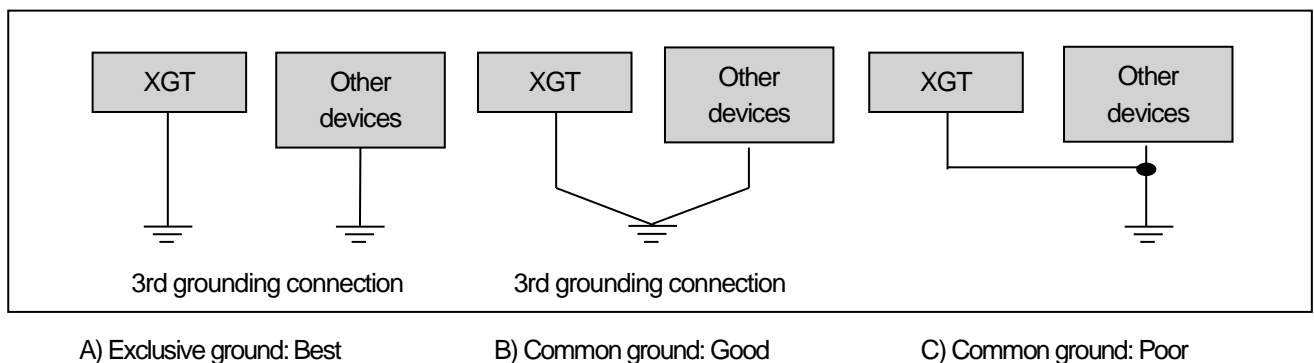 XGT
Other
devices
XGT
Other
devices
XGT
Other
devices
3rd grounding connection
3rd grounding connection
A) Exclusive ground: Best
B) Common ground: Good
C) Common ground: Poor